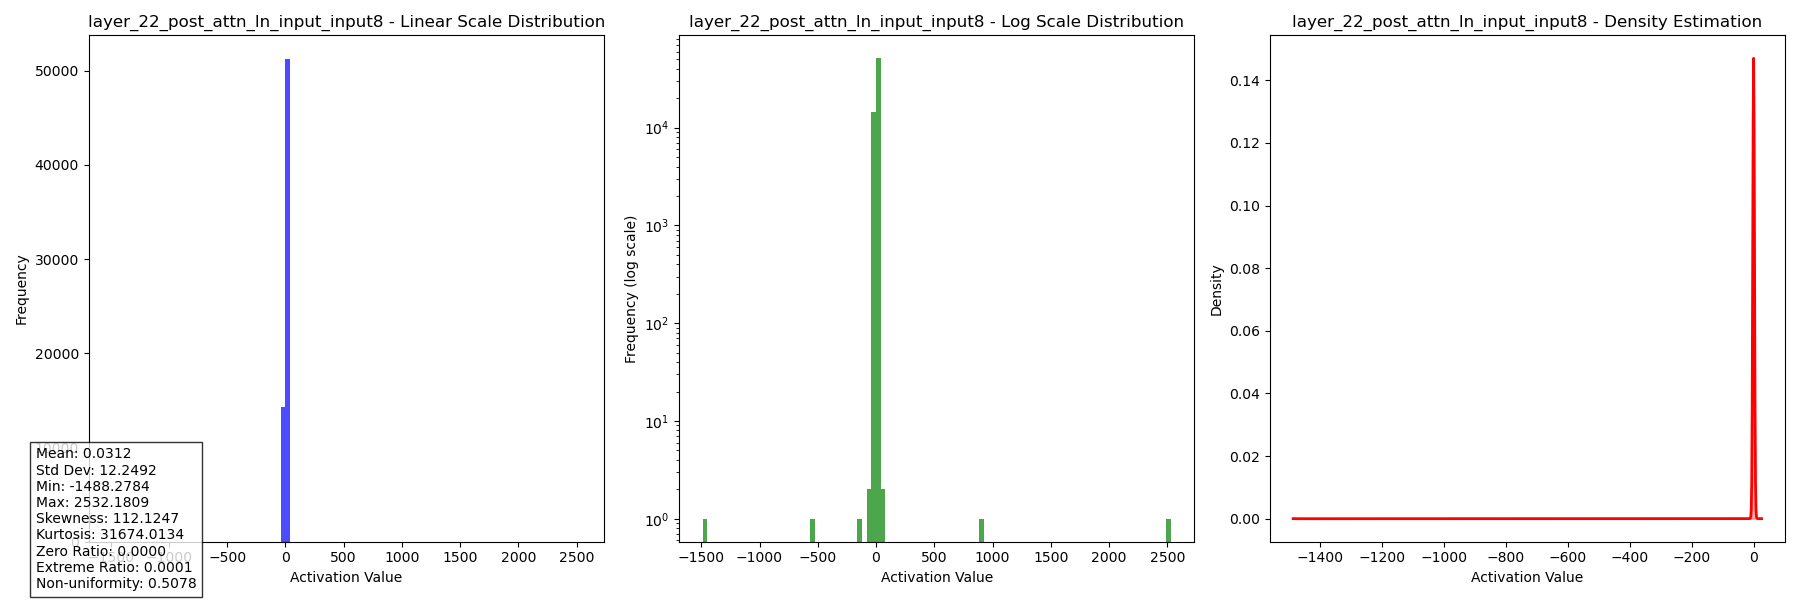 layer_22_post_attn_ln_input_input8 - Linear Scale Distribution
50000
40000
30000
20000
10000
0
Frequency
−500
0
500
1000
1500
2000
2500
Activation Value
Mean: 0.0312
Std Dev: 12.2492
Min: -1488.2784
Max: 2532.1809
Skewness: 112.1247
Kurtosis: 31674.0134
Zero Ratio: 0.0000
Extreme Ratio: 0.0001
Non-uniformity: 0.5078
layer_22_post_attn_ln_input_input8 - Log Scale Distribution
10⁴
10³
10²
10¹
10⁰
Frequency (log scale)
−1500
−1000
−500
0
500
1000
1500
2000
2500
Activation Value
layer_22_post_attn_ln_input_input8 - Density Estimation
0.14
0.12
0.10
0.08
0.06
0.04
0.02
0.00
Density
−1400
−1200
−1000
−800
−600
−400
−200
0
Activation Value